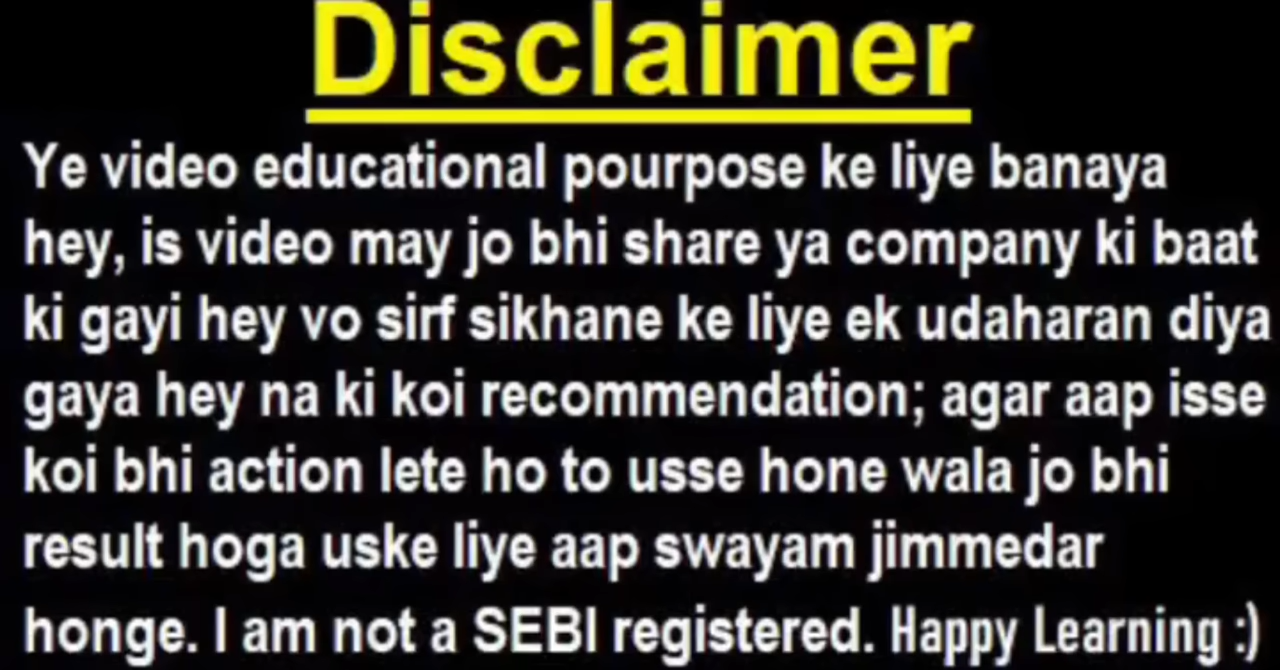 Disclaimer
Ye video educational pourpose ke liye banaya
hey, is video may jo bhi share ya company ki baat
ki gayi hey vo sirf sikhane ke liye ek udaharan diya
gaya hey na ki koi recommendation; agar aap isse
koi bhi action lete ho to usse hone wala jo bhi
result hoga uske liye aap swayam jimmedar
honge. I am not a SEBI registered. Happy Learning :)